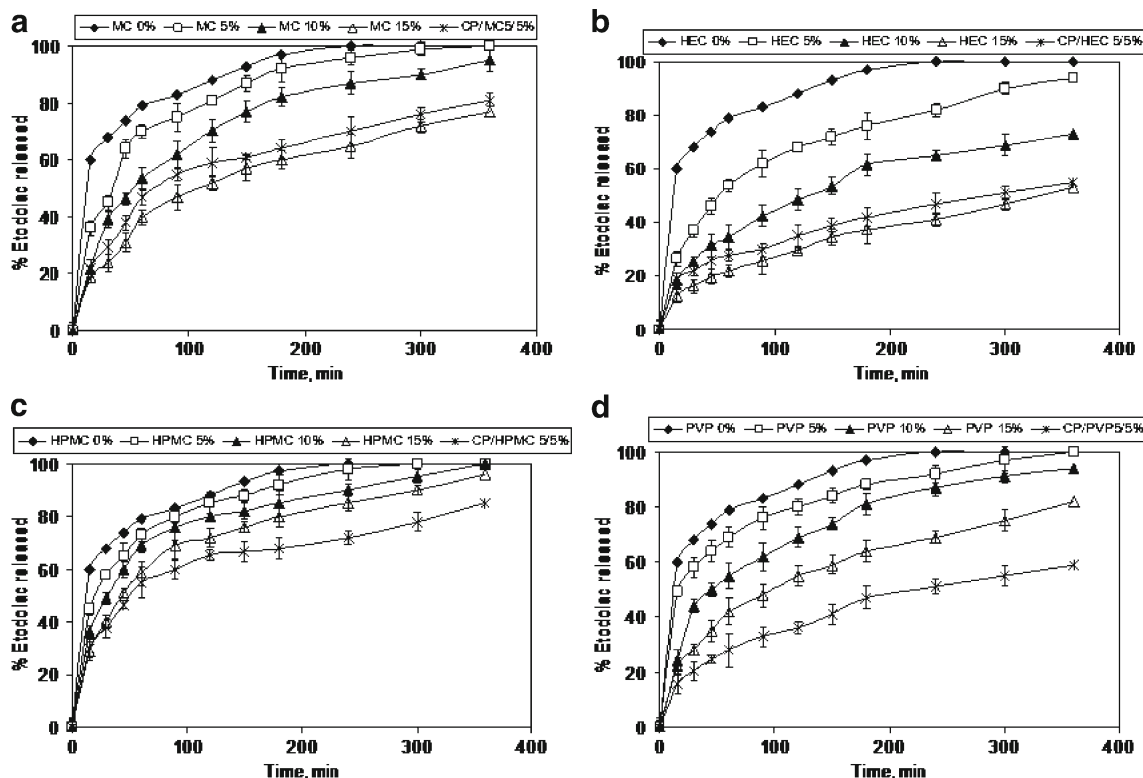 a
MC 0% MC 5% MC 10% MC 15% CP/MC5/5%
100
80
60
40
20
0
% Etodolac released
0 100 200 300 400
Time, min
b
HEC 0% HEC 5% HEC 10% HEC 15% CP/HEC 5/5%
100
80
60
40
20
0
% Etodolac released
0 100 200 300 400
Time, min
c
HPMC 0% HPMC 5% HPMC 10% HPMC 15% CP/HPMC 5/5%
100
80
60
40
20
0
% Etodolac released
0 100 200 300 400
Time, min
d
PVP 0% PVP 5% PVP 10% PVP 15% CP/PVP5/5%
100
80
60
40
20
0
% Etodolac released
0 100 200 300 400
Time, min